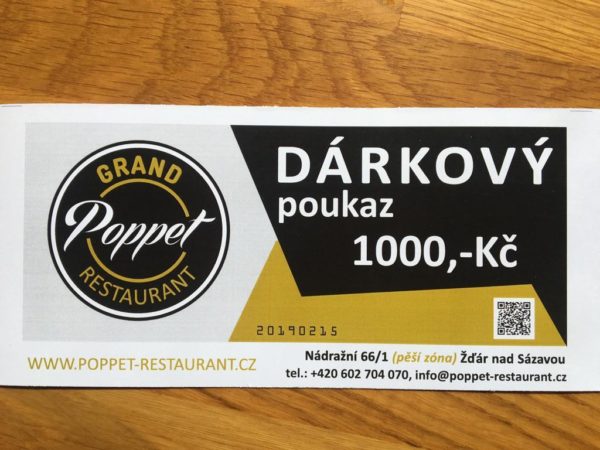 GRAND
Poppet
RESTAURANT
DÁRKOVÝ
poukaz
1000,-Kč
20190215
WWW.POPPET-RESTAURANT.CZ
Nádražní 66/1 (pěší zóna) Žďár nad Sázavou
tel.: +420 602 704 070, info@poppet-restaurant.cz